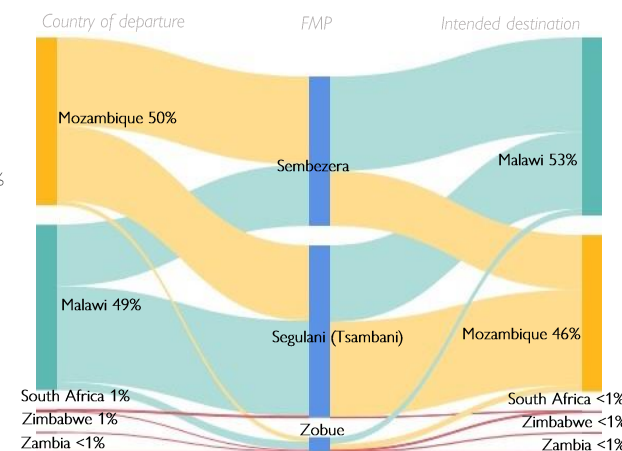 Country of departure
FMP
Intended destination
Mozambique 50%
Sembezera
Malawi 53%
%
Malawi 49%
Segulani (Tsambani)
Mozambique 46%
South Africa 1%
South Africa <1%
Zimbabwe 1%
Zobue
Zimbabwe <1%
Zambia <1%
Zambia <1%